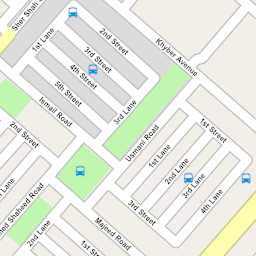 Sher Shah S
Khyber Avenue
1st Lane
2nd Street
3rd Street
4th Street
5th Street
Ismail Road
3rd Lane
2nd Street
Usmani Road
1st Street
1st Lane
2nd Lane
3rd Lane
4th Lane
3rd Street
Majeed Road
Shaheed Road
2nd Lane
1st Street
Lane